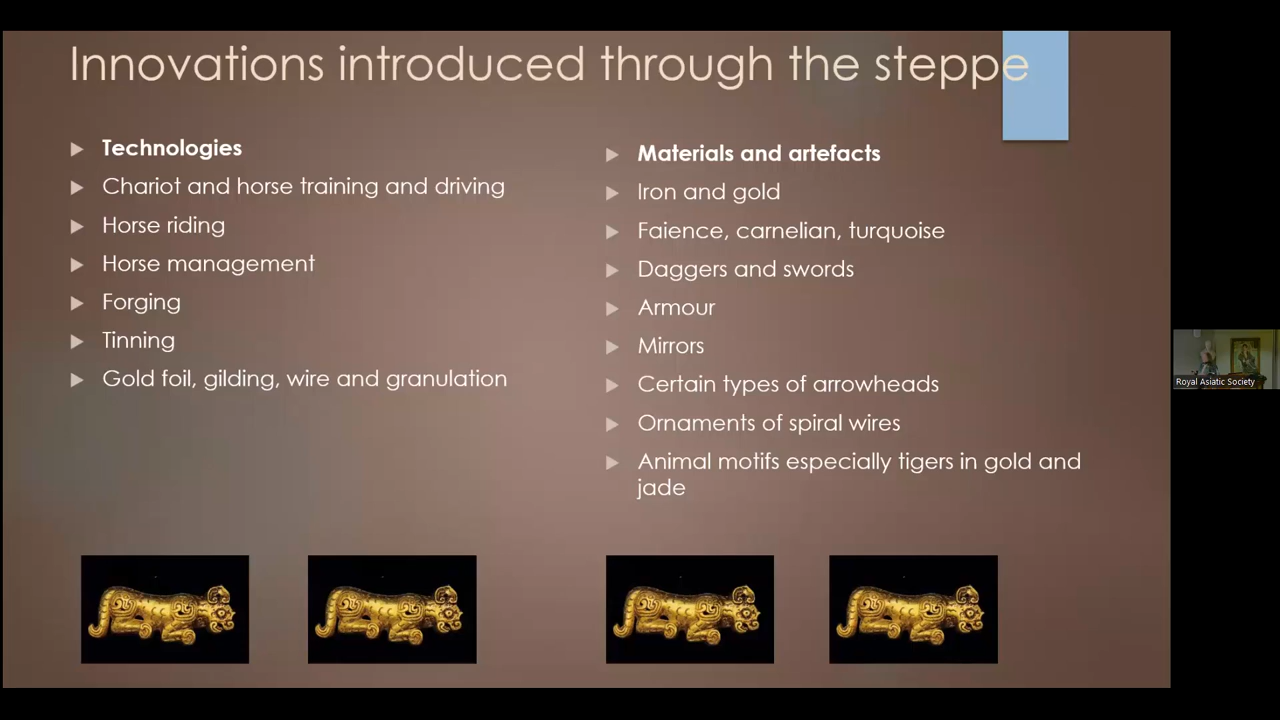 Innovations introduced through the steppe
Technologies
Chariot and horse training and driving
Horse riding
Horse management
Forging
Tinning
Gold foil, gilding, wire and granulation
Materials and artefacts
Iron and gold
Faience, carnelian, turquoise
Daggers and swords
Armour
Mirrors
Certain types of arrowheads
Ornaments of spiral wires
Animal motifs especially tigers in gold and
jade
Royal Asiatic Society